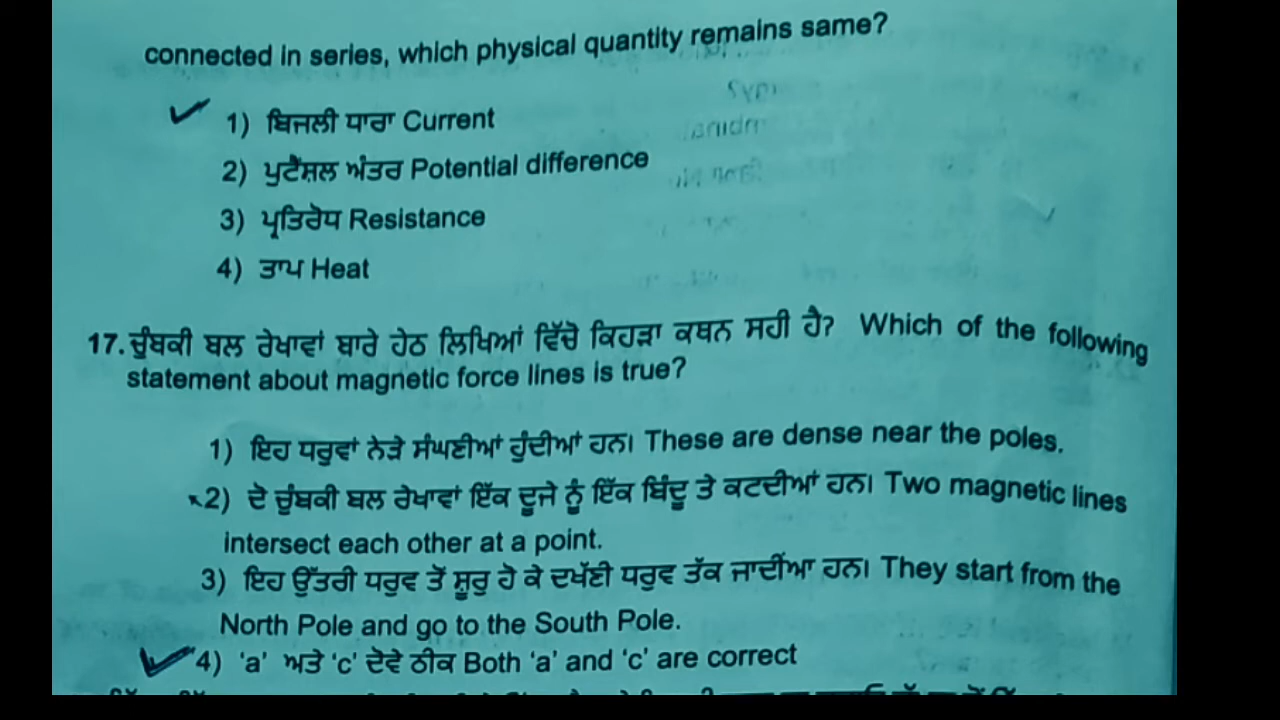 connected in series, which physical quantity remains same?
1) ਬਿਜਲੀ ਧਾਰਾ Current
2) ਪੁਟੈਂਸ਼ਲ ਅੰਤਰ Potential difference
3) ਪ੍ਰਤਿਰੋਧ Resistance
4) ਤਾਪ Heat
17. ਚੁੰਬਕੀ ਬਲ ਰੇਖਾਵਾਂ ਬਾਰੇ ਹੇਠ ਲਿਖਿਆਂ ਵਿੱਚੋ ਕਿਹੜਾ ਕਥਨ ਸਹੀ ਹੈ? Which of the following
statement about magnetic force lines is true?
1) ਇਹ ਧਰੁਵਾਂ ਨੇੜੇ ਸੰਘਣੀਆਂ ਹੁੰਦੀਆਂ ਹਨ। These are dense near the poles.
2) ਦੋ ਚੁੰਬਕੀ ਬਲ ਰੇਖਾਵਾਂ ਇੱਕ ਦੂਜੇ ਨੂੰ ਇੱਕ ਬਿੰਦੂ ਤੇ ਕਟਦੀਆਂ ਹਨ। Two magnetic lines
intersect each other at a point.
3) ਇਹ ਉੱਤਰੀ ਧਰੁਵ ਤੋਂ ਸ਼ੁਰੂ ਹੋ ਕੇ ਦਖੱਣੀ ਧਰੁਵ ਤੱਕ ਜਾਦੀਂਆ ਹਨ। They start from the
North Pole and go to the South Pole.
4) 'a' ਅਤੇ 'c' ਦੋਵੇ ਠੀਕ Both 'a' and 'c' are correct